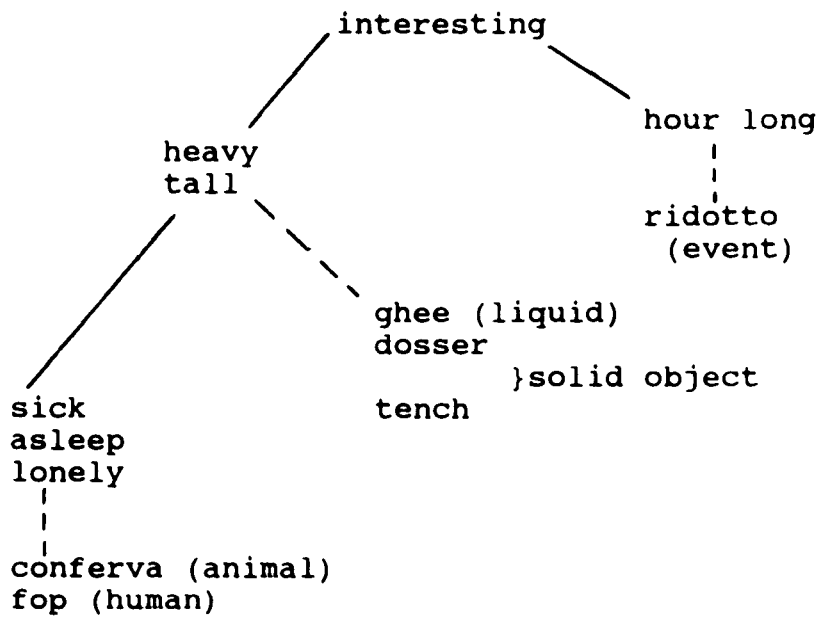 interesting
hour long
heavy
tall
ridotto
(event)
ghee (liquid)
dosser
}solid object
tench
sick
asleep
lonely
conferva (animal)
fop (human)